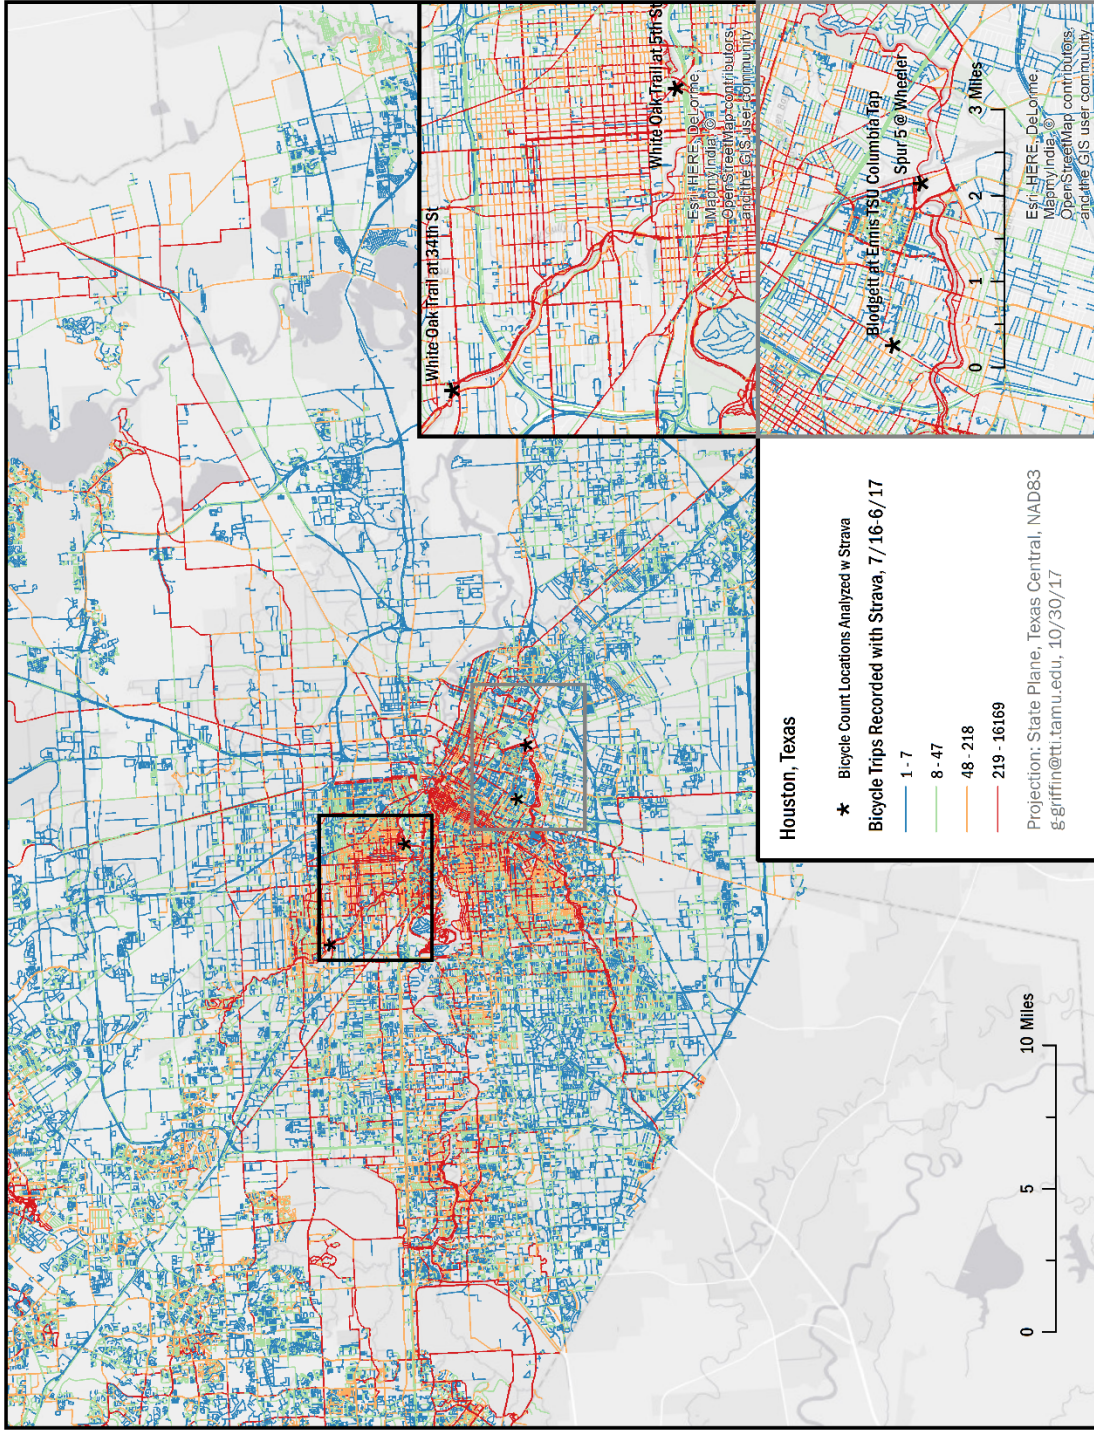 White Oak Trail at 34th St
White Oak Trail at 5th St
Esri, HERE, DeLorme,
MapmyIndia, ©
OpenStreetMap contributors,
and the GIS user community
Blodgett at Ennis TSU Columbia Tap
Spur 5 @ Wheeler
0 1 2 3 Miles
Esri, HERE, DeLorme,
MapmyIndia, ©
OpenStreetMap contributors,
and the GIS user community
Houston, Texas
Bicycle Count Locations Analyzed w Strava
Bicycle Trips Recorded with Strava, 7/16-6/17
1 - 7
8 - 47
48 - 218
219 - 16169
Projection: State Plane, Texas Central, NAD83
g-griffin@tti.tamu.edu, 10/30/17
0 5 10 Miles